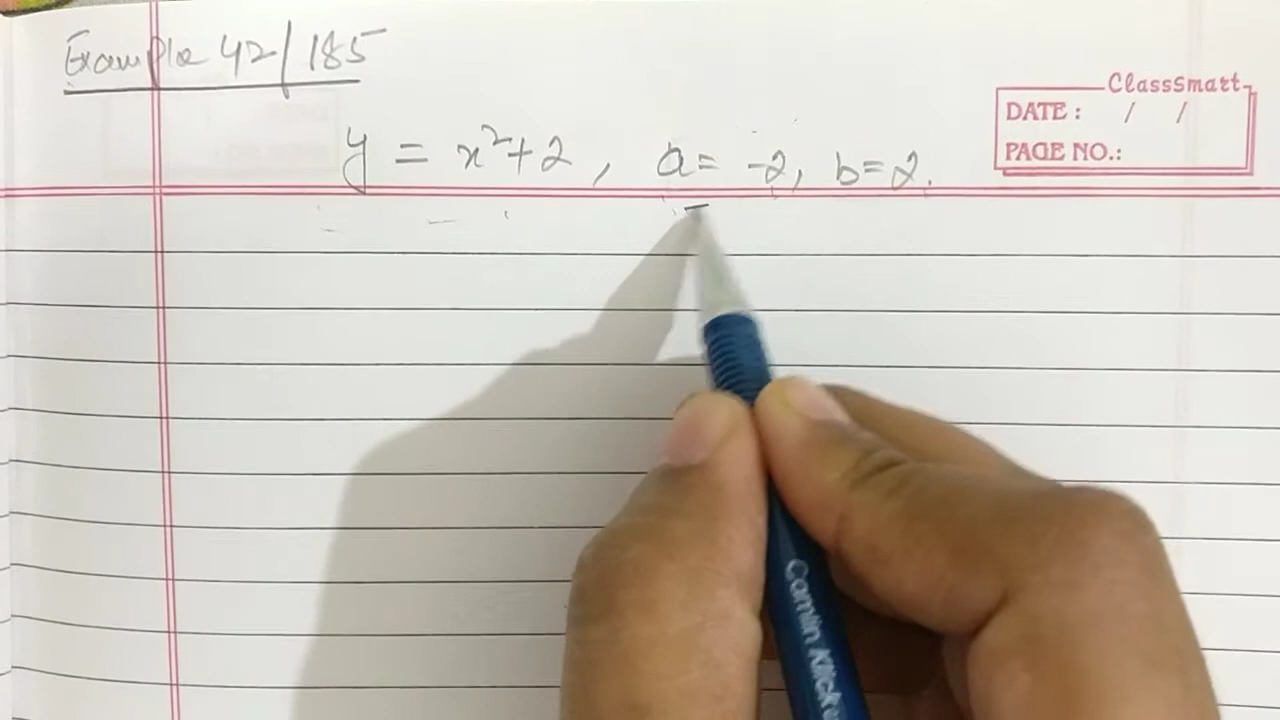 Example 42/185
ClassSmart
DATE : / /
PAGE NO.:
y = x²+2, a= -2, b=2.
Camlin Klick